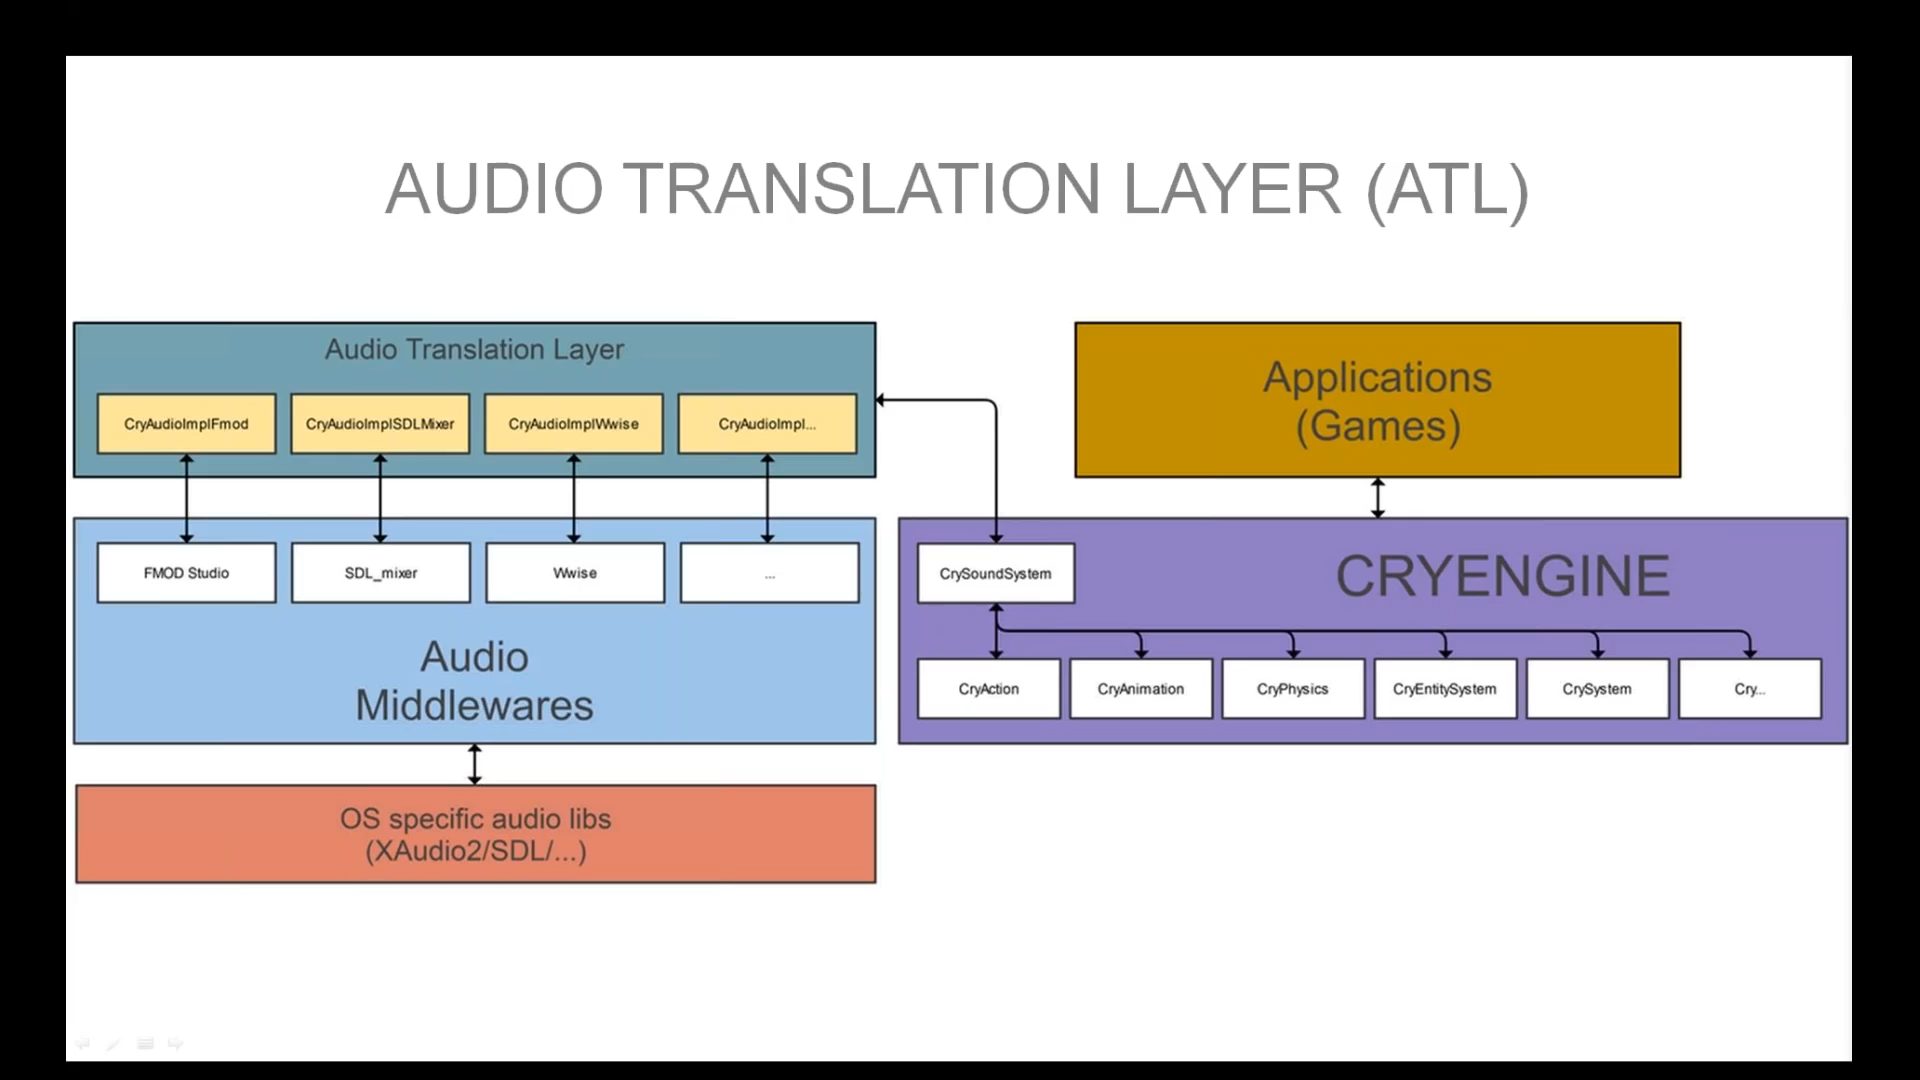 AUDIO TRANSLATION LAYER (ATL)
Audio Translation Layer
CryAudioImplFmod
CryAudioImplSDLMixer
CryAudioImplWwise
CryAudioImpl...
Applications
(Games)
FMOD Studio
SDL_mixer
Wwise
...
Audio
Middlewares
CrySoundSystem
CRYENGINE
CryAction
CryAnimation
CryPhysics
CryEntitySystem
CrySystem
Cry...
OS specific audio libs
(XAudio2/SDL/...)